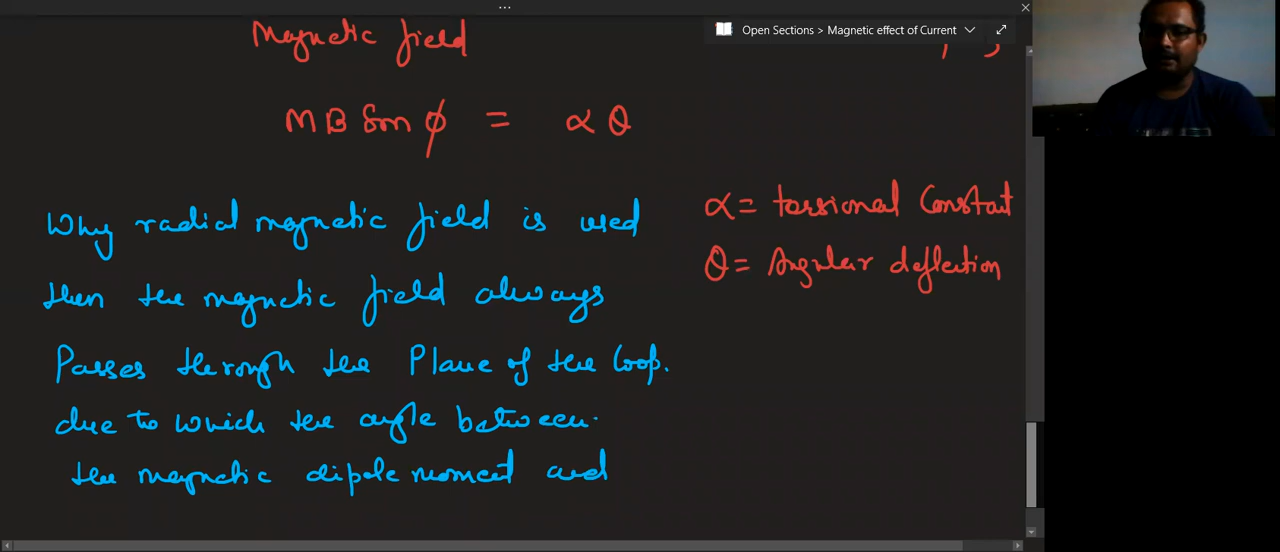 Open Sections > Magnetic effect of Current
Magnetic field
MB Sin φ = α θ
Why radial magnetic field is used
then the magnetic field always
Passes through the Plane of the loop.
due to which the angle between
the magnetic dipole moment and
α = torsional Constant
θ = Angular deflection